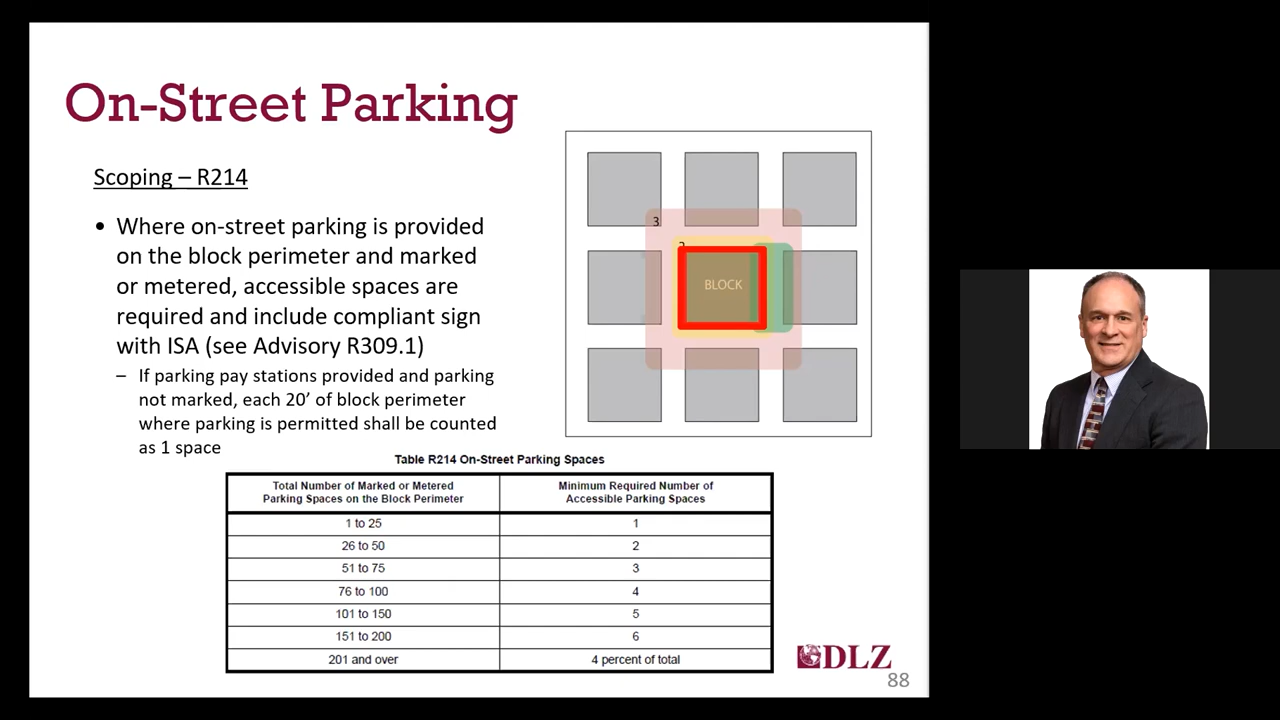 On-Street Parking
Scoping – R214
• Where on-street parking is provided
on the block perimeter and marked
or metered, accessible spaces are
required and include compliant sign
with ISA (see Advisory R309.1)
– If parking pay stations provided and parking
not marked, each 20’ of block perimeter
where parking is permitted shall be counted
as 1 space
3
BLOCK
Table R214 On-Street Parking Spaces
Total Number of Marked or Metered
Parking Spaces on the Block Perimeter
Minimum Required Number of
Accessible Parking Spaces
1 to 25 1
26 to 50 2
51 to 75 3
76 to 100 4
101 to 150 5
151 to 200 6
201 and over 4 percent of total
DLZ
88